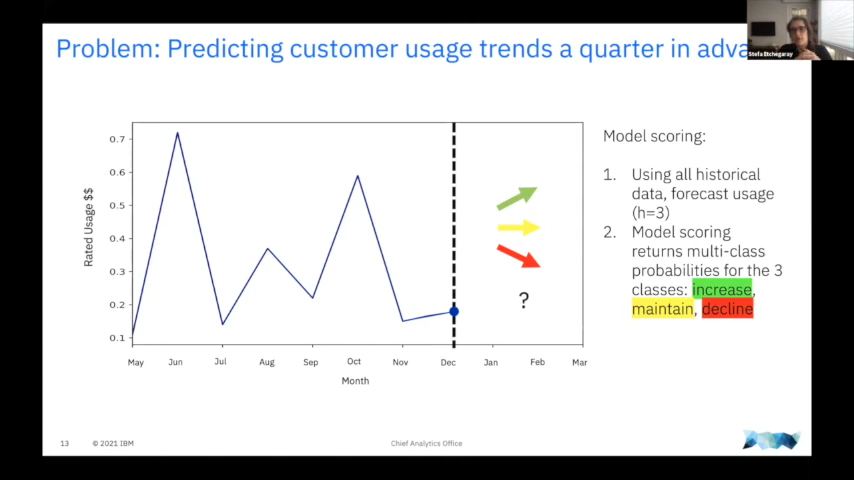 Problem: Predicting customer usage trends a quarter in adva
Stefa Etchegaray
Model scoring:
1. Using all historical
data, forecast usage
(h=3)
2. Model scoring
returns multi-class
probabilities for the 3
classes: increase,
maintain, decline
Rated Usage $$
0.7
0.6
0.5
0.4
0.3
0.2
0.1
?
May Jun Jul Aug Sep Oct Nov Dec Jan Feb Mar
Month
13 © 2021 IBM Chief Analytics Office